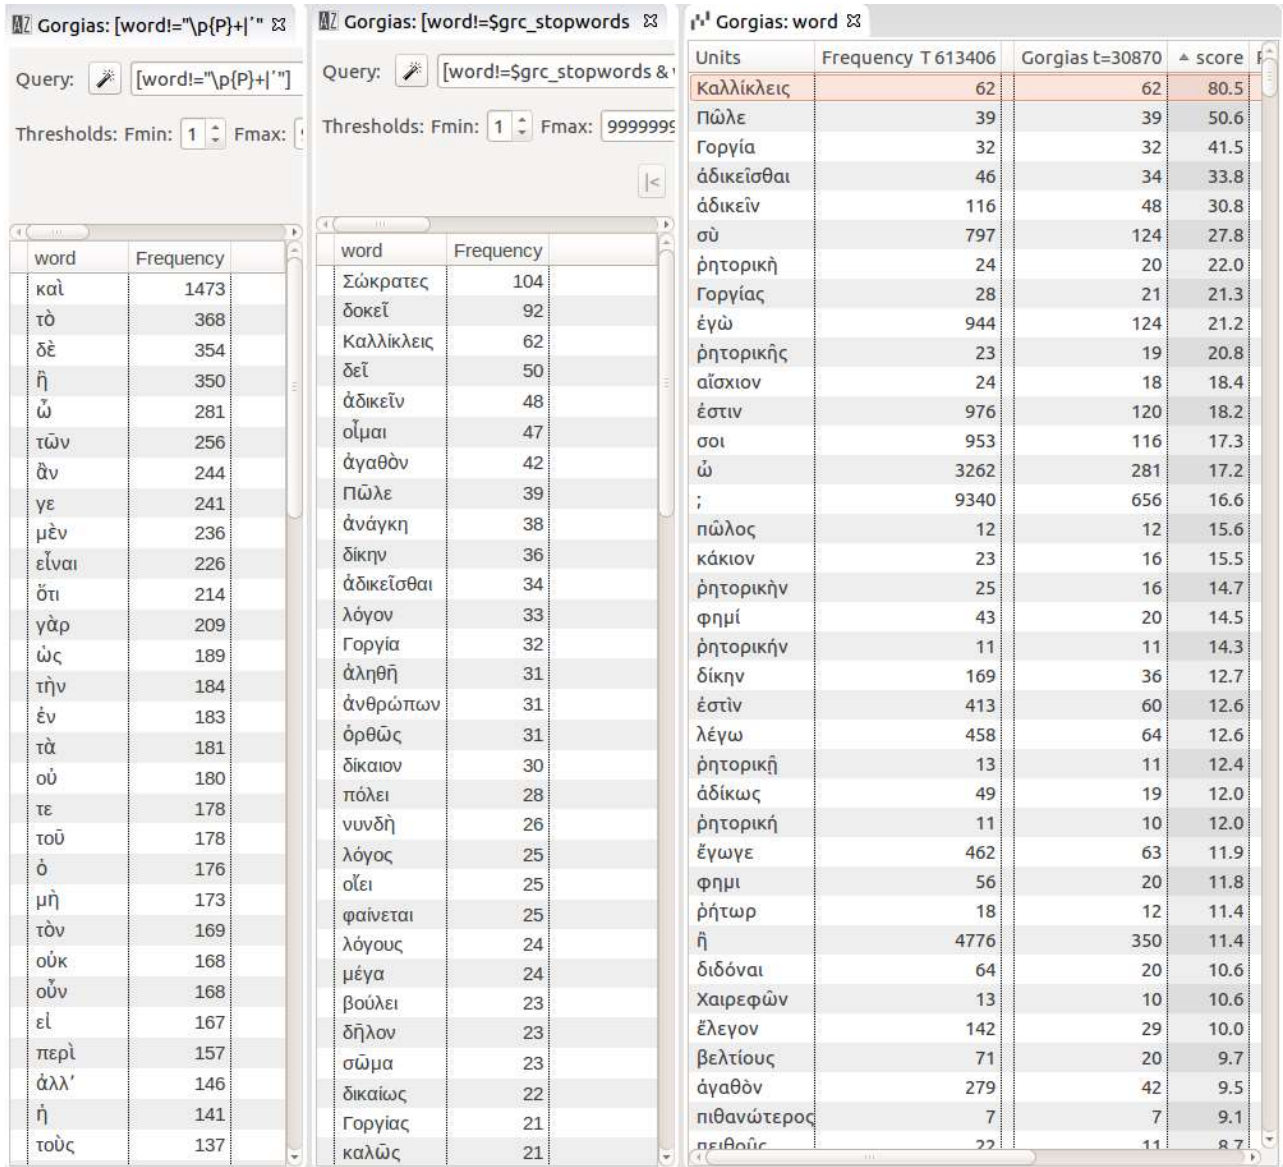 Gorgias: [word!="\p{P}+|΄"
Query: [word!="\p{P}+|΄"]
Thresholds: Fmin: 1 Fmax:
word Frequency
καὶ 1473
τὸ 368
δὲ 354
ἢ 350
ὦ 281
τῶν 256
ἂν 244
γε 241
μὲν 236
εἶναι 226
ὅτι 214
γὰρ 209
ὡς 189
τὴν 184
ἐν 183
τὰ 181
οὐ 180
τε 178
τοῦ 178
ὁ 176
μὴ 173
τὸν 169
οὐκ 168
οὖν 168
εἰ 167
περὶ 157
ἀλλ’ 146
ἡ 141
τοὺς 137
Gorgias: [word!=$grc_stopwords
Query: [word!=$grc_stopwords &
Thresholds: Fmin: 1 Fmax: 9999999
|<
word Frequency
Σώκρατες 104
δοκεῖ 92
Καλλίκλεις 62
δεῖ 50
ἀδικεῖν 48
οἶμαι 47
ἀγαθὸν 42
Πῶλε 39
ἀνάγκη 38
δίκην 36
ἀδικεῖσθαι 34
λόγον 33
Γοργία 32
ἀληθῆ 31
ἀνθρώπων 31
ὀρθῶς 31
δίκαιον 30
πόλει 28
νυνδὴ 26
λόγος 25
οἴει 25
φαίνεται 25
λόγους 24
μέγα 24
βούλει 23
δῆλον 23
σῶμα 23
δικαίως 22
Γοργίας 21
καλῶς 21
Gorgias: word
Units Frequency T 613406 Gorgias t=30870 score
Καλλίκλεις 62 62 80.5
Πῶλε 39 39 50.6
Γοργία 32 32 41.5
ἀδικεῖσθαι 46 34 33.8
ἀδικεῖν 116 48 30.8
σὺ 797 124 27.8
ῥητορικὴ 24 20 22.0
Γοργίας 28 21 21.3
ἐγὼ 944 124 21.2
ῥητορικῆς 23 19 20.8
αἴσχιον 24 18 18.4
ἐστιν 976 120 18.2
σοι 953 116 17.3
ὦ 3262 281 17.2
; 9340 656 16.6
πῶλος 12 12 15.6
κάκιον 23 16 15.5
ῥητορικὴν 25 16 14.7
φημί 43 20 14.5
ῥητορικήν 11 11 14.3
δίκην 169 36 12.7
ἐστὶν 413 60 12.6
λέγω 458 64 12.6
ῥητορικῇ 13 11 12.4
ἀδίκως 49 19 12.0
ῥητορική 11 10 12.0
ἔγωγε 462 63 11.9
φημι 56 20 11.8
ῥήτωρ 18 12 11.4
ἢ 4776 350 11.4
διδόναι 64 20 10.6
Χαιρεφῶν 13 10 10.6
ἔλεγον 142 29 10.0
βελτίους 71 20 9.7
ἀγαθὸν 279 42 9.5
πιθανώτερος 7 7 9.1
πειθοῦς 22 11 8.7